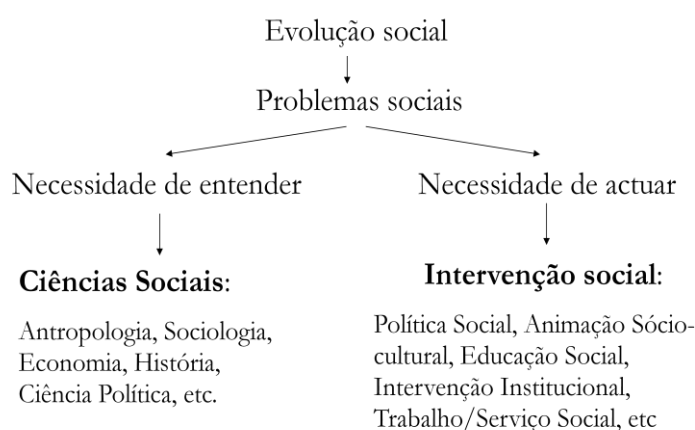 Evolução social
Problemas sociais
Necessidade de entender
Necessidade de actuar
Ciências Sociais:
Antropologia, Sociologia,
Economia, História,
Ciência Política, etc.
Intervenção social:
Política Social, Animação Sócio-
cultural, Educação Social,
Intervenção Institucional,
Trabalho/Serviço Social, etc